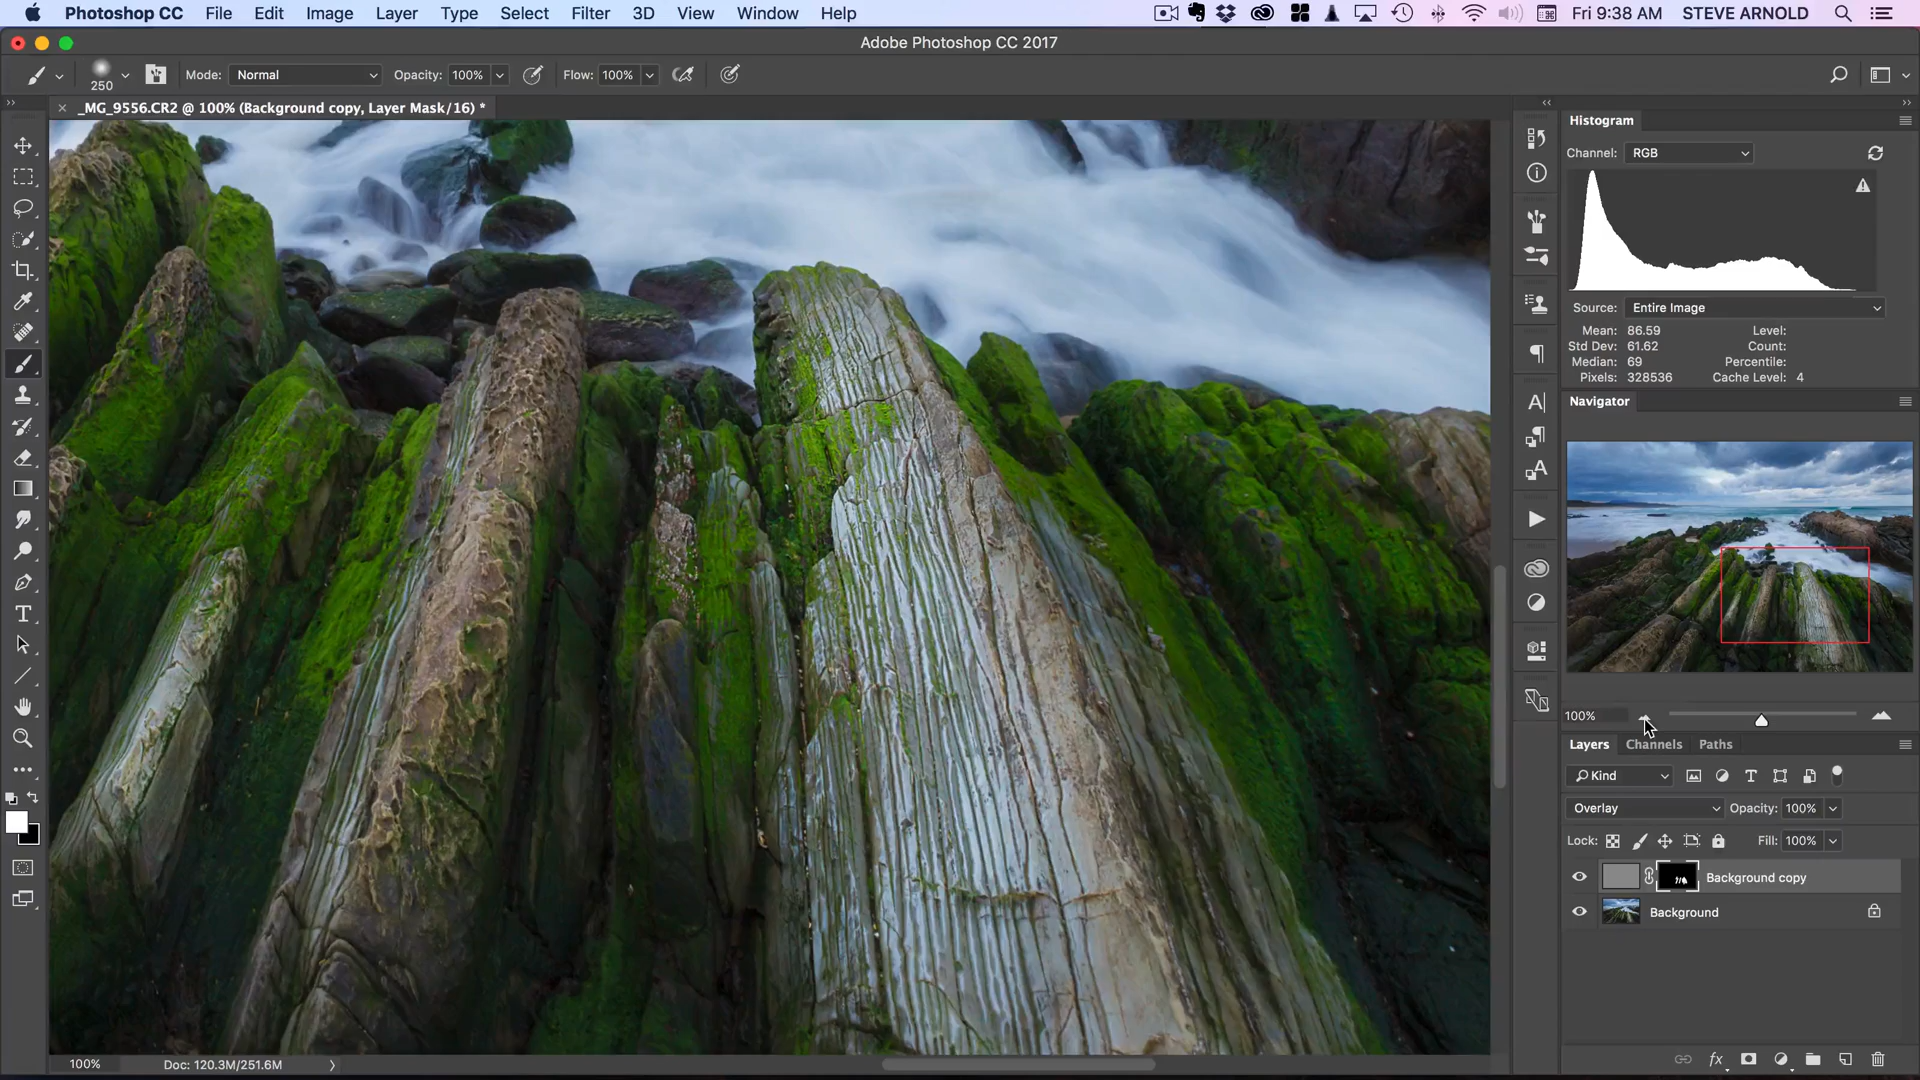 Photoshop CC File Edit Image Layer Type Select Filter 3D View Window Help Fri 9:38 AM STEVE ARNOLD
Adobe Photoshop CC 2017
250 Mode: Normal Opacity: 100% Flow: 100%
_MG_9556.CR2 @ 100% (Background copy, Layer Mask/16) *
Histogram
Channel: RGB
Source: Entire Image
Mean: 86.59 Level:
Std Dev: 61.62 Count:
Median: 69 Percentile:
Pixels: 328536 Cache Level: 4
Navigator
100%
Layers Channels Paths
Kind
Overlay Opacity: 100%
Lock: Fill: 100%
Background copy
Background
100% Doc: 120.3M/251.6M